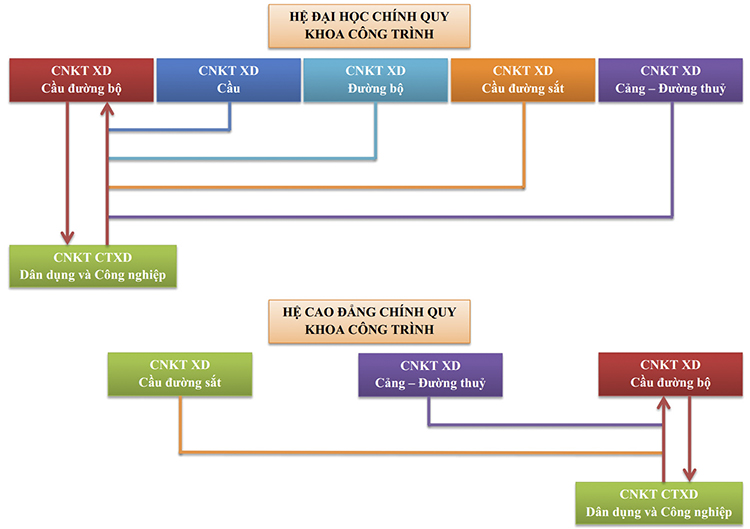 HỆ ĐẠI HỌC CHÍNH QUY
KHOA CÔNG TRÌNH
CNKT XD
Cầu đường bộ
CNKT XD
Cầu
CNKT XD
Đường bộ
CNKT XD
Cầu đường sắt
CNKT XD
Cảng – Đường thuỷ
CNKT CTXD
Dân dụng và Công nghiệp
HỆ CAO ĐẲNG CHÍNH QUY
KHOA CÔNG TRÌNH
CNKT XD
Cầu đường sắt
CNKT XD
Cảng – Đường thuỷ
CNKT XD
Cầu đường bộ
CNKT CTXD
Dân dụng và Công nghiệp